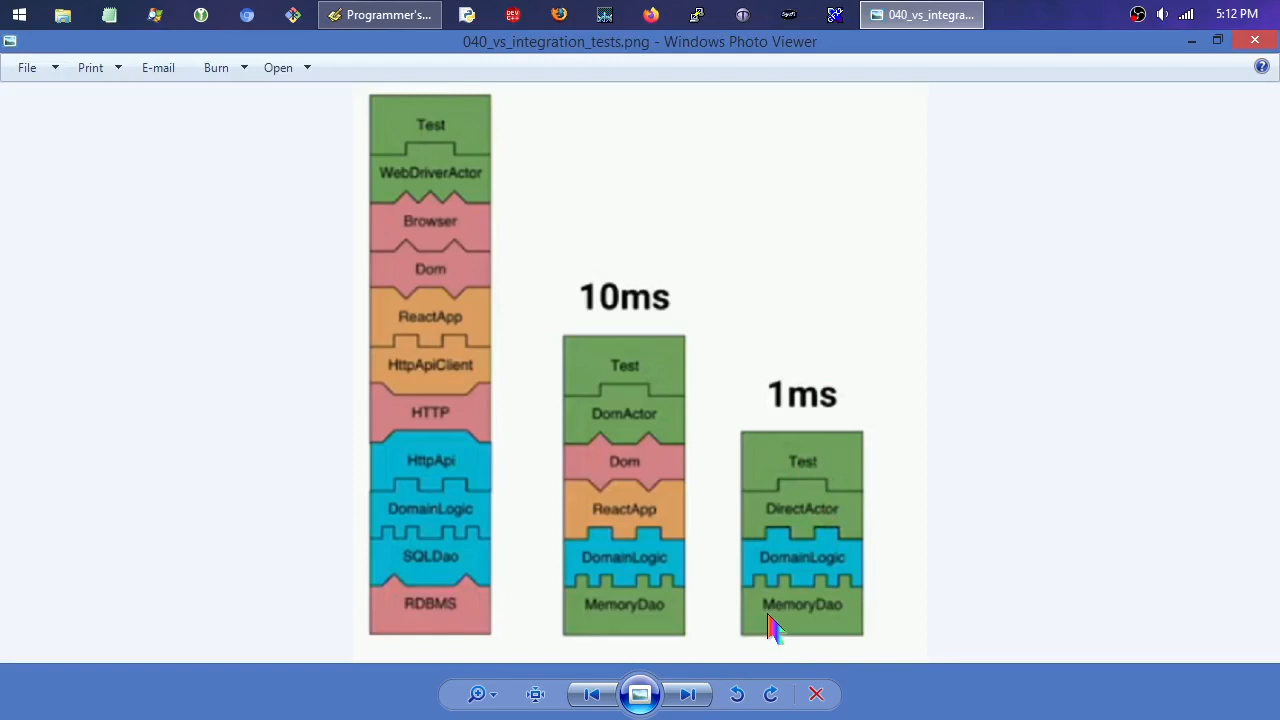 Programmer's...
040_vs_integra...
5:12 PM
040_vs_integration_tests.png - Windows Photo Viewer
File
Print
E-mail
Burn
Open
Test
WebDriverActor
Browser
Dom
ReactApp
HttpApiClient
HTTP
HttpApi
DomainLogic
SQLDao
RDBMS
10ms
Test
DomActor
Dom
ReactApp
DomainLogic
MemoryDao
1ms
Test
DirectActor
DomainLogic
MemoryDao